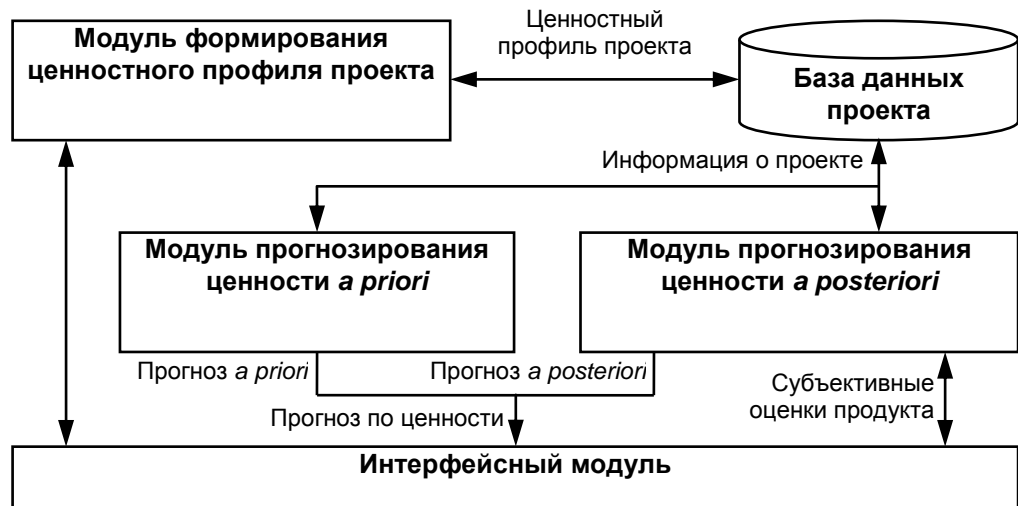 Модуль формирования
ценностного профиля проекта
Ценностный
профиль проекта
База данных
проекта
Информация о проекте
Модуль прогнозирования
ценности a priori
Модуль прогнозирования
ценности a posteriori
Прогноз a priori
Прогноз a posteriori
Субъективные
оценки продукта
Прогноз по ценности
Интерфейсный модуль